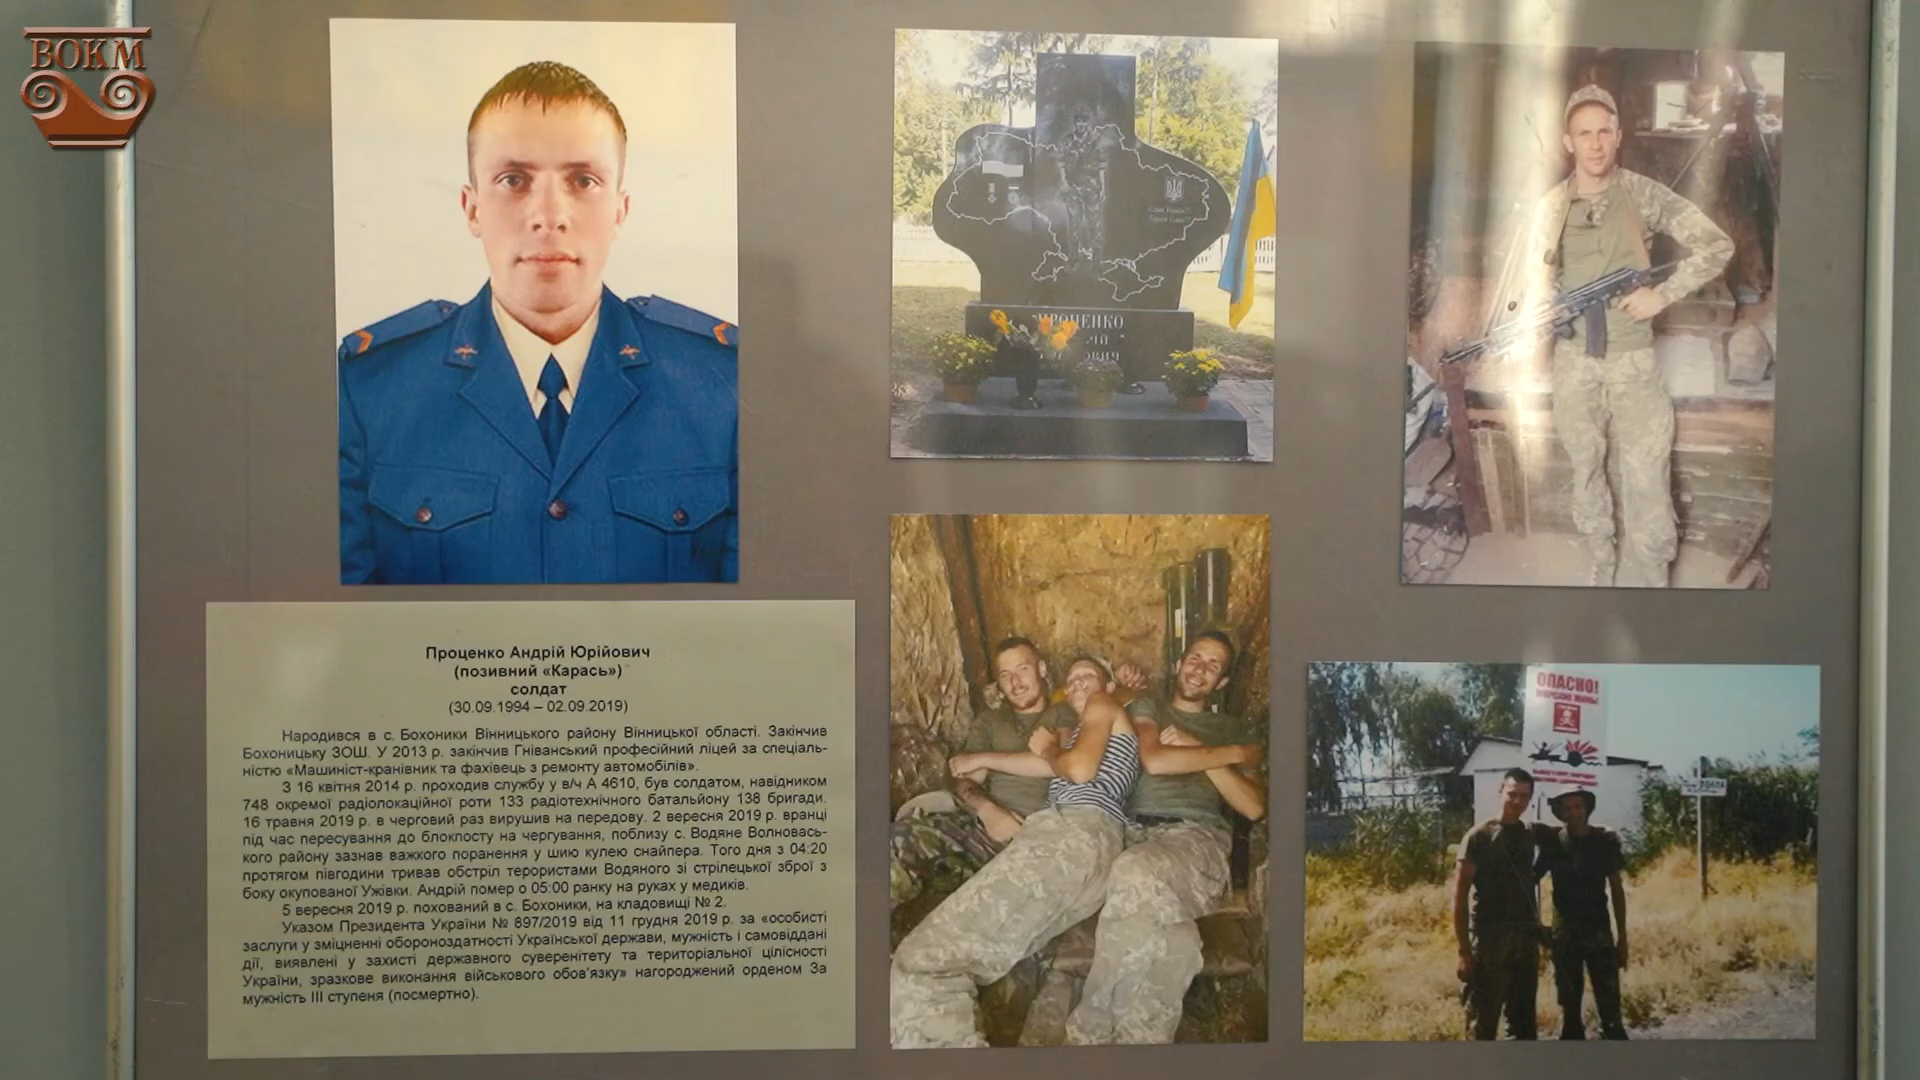 ВОКМ
Проценко Андрій Юрійович
(позивний «Карась»)
солдат
(30.09.1994 – 02.09.2019)
Народився в с. Бохоники Вінницького району Вінницької області. Закінчив
Бохоницьку ЗОШ. У 2013 р. закінчив Гніванський професійний ліцей за спеціаль-
ністю «Машиніст-кранівник та фахівець з ремонту автомобілів».
З 16 квітня 2014 р. проходив службу у в/ч А 4610, був солдатом, навідником
748 окремої радіолокаційної роти 133 радіотехнічного батальйону 138 бригади.
16 травня 2019 р. в черговий раз вирушив на передову. 2 вересня 2019 р. вранці
під час пересування до блокпосту на чергування, поблизу с. Водяне Волновась-
кого району зазнав важкого поранення у шию кулею снайпера. Того дня з 04:20
протягом півгодини тривав обстріл терористами Водяного зі стрілецької зброї з
боку окупованої Ужівки. Андрій помер о 05:00 ранку на руках у медиків.
5 вересня 2019 р. похований в с. Бохоники, на кладовищі № 2.
Указом Президента України № 897/2019 від 11 грудня 2019 р. за «особисті
заслуги у зміцненні обороноздатності Української держави, мужність і самовіддані
дії, виявлені у захисті державного суверенітету та територіальної цілісності
України, зразкове виконання військового обов'язку» нагороджений орденом За
мужність ІІІ ступеня (посмертно).
ПРОЦЕНКО
ОПАСНО!